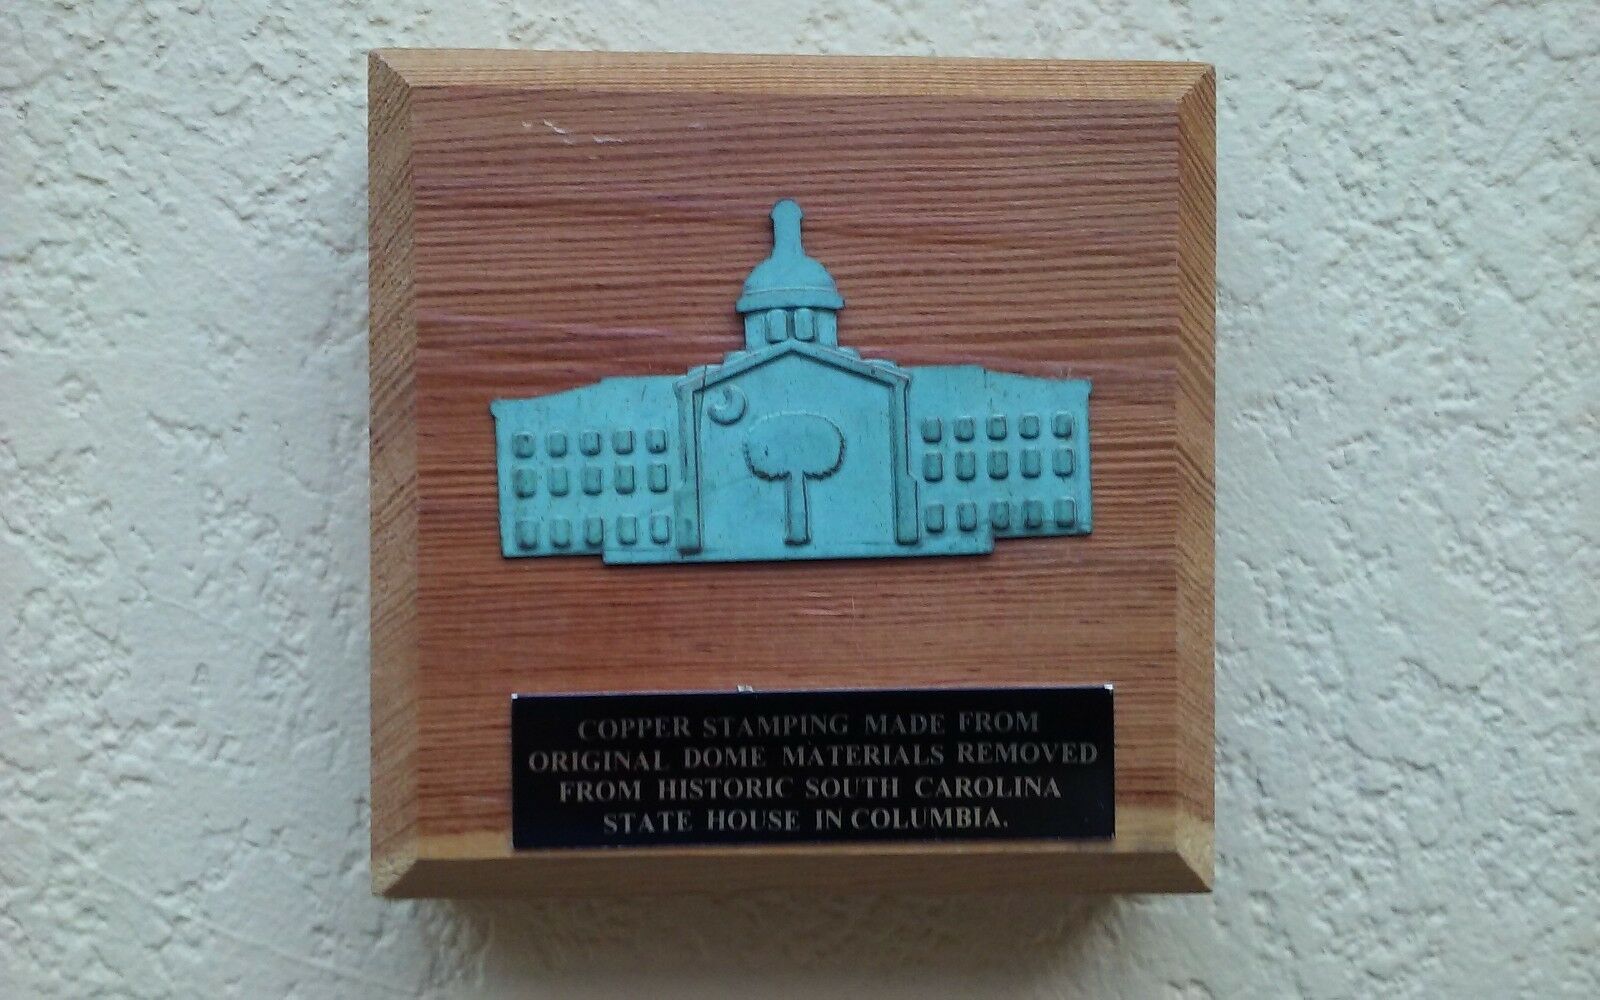 COPPER STAMPING MADE FROM
ORIGINAL DOME MATERIALS REMOVED
FROM HISTORIC SOUTH CAROLINA
STATE HOUSE IN COLUMBIA.